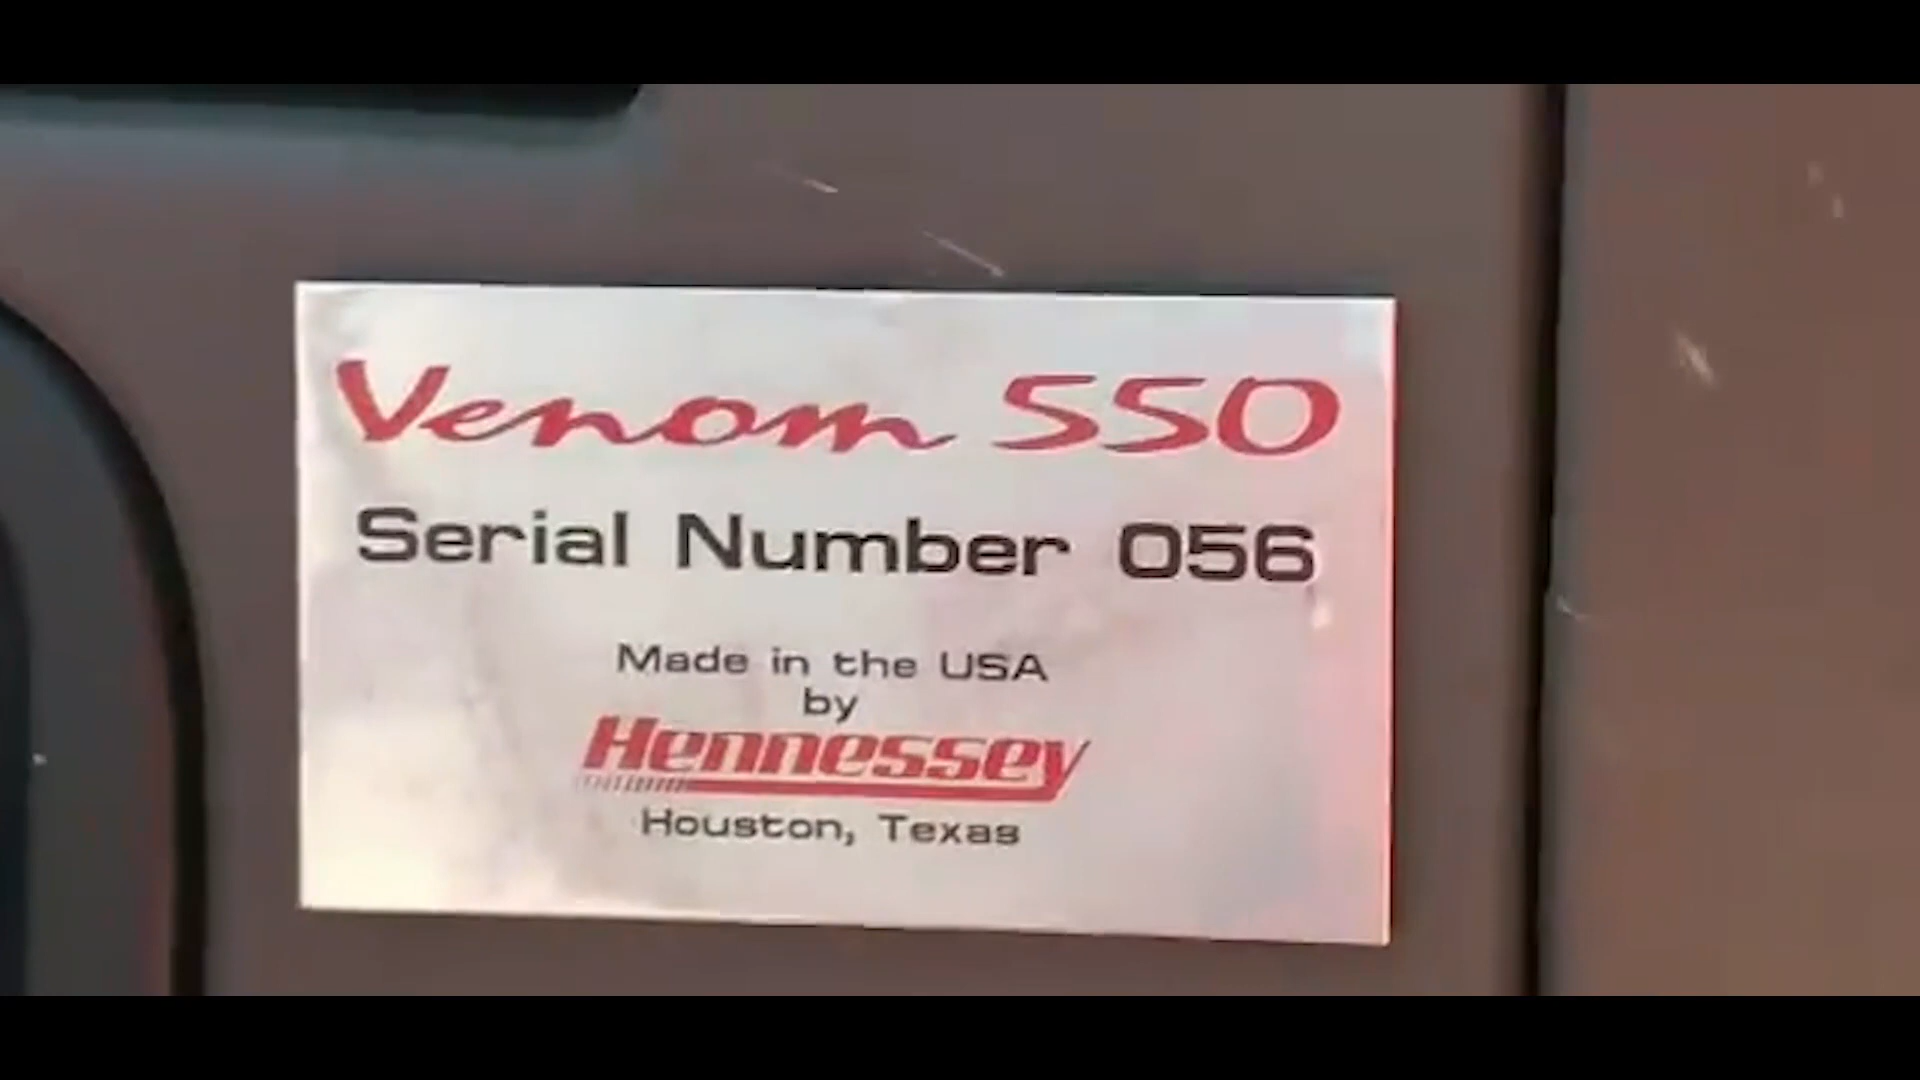 Venom 550
Serial Number 056
Made in the USA
by
Hennessey
Houston, Texas